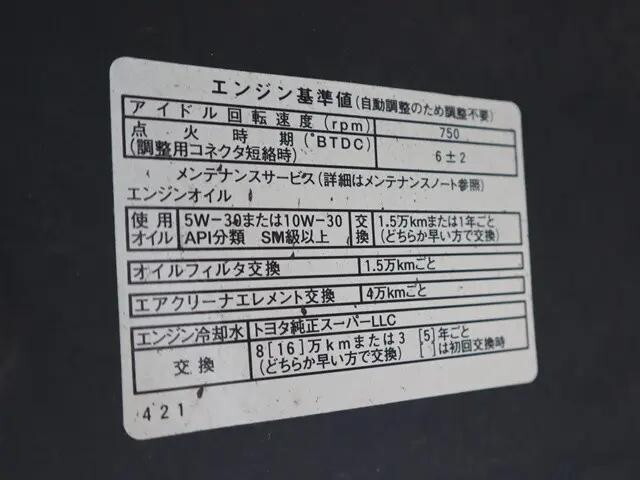 エンジン基準値(自動調整のため調整不要)
アイドル回転速度(rpm) 750
点火時期(°BTDC) 6±2
(調整用コネクタ短絡時)
メンテナンスサービス(詳細はメンテナンスノート参照)
エンジンオイル
使用オイル 5W-30または10W-30 交換 1.5万kmまたは1年ごと
API分類 SM級以上 (どちらか早い方で交換)
オイルフィルタ交換 1.5万kmごと
エアクリーナエレメント交換 4万kmごと
エンジン冷却水 トヨタ純正スーパーLLC
交換 8[16]万kmまたは3[5]年ごと
(どちらか早い方で交換) [ ]は初回交換時
421